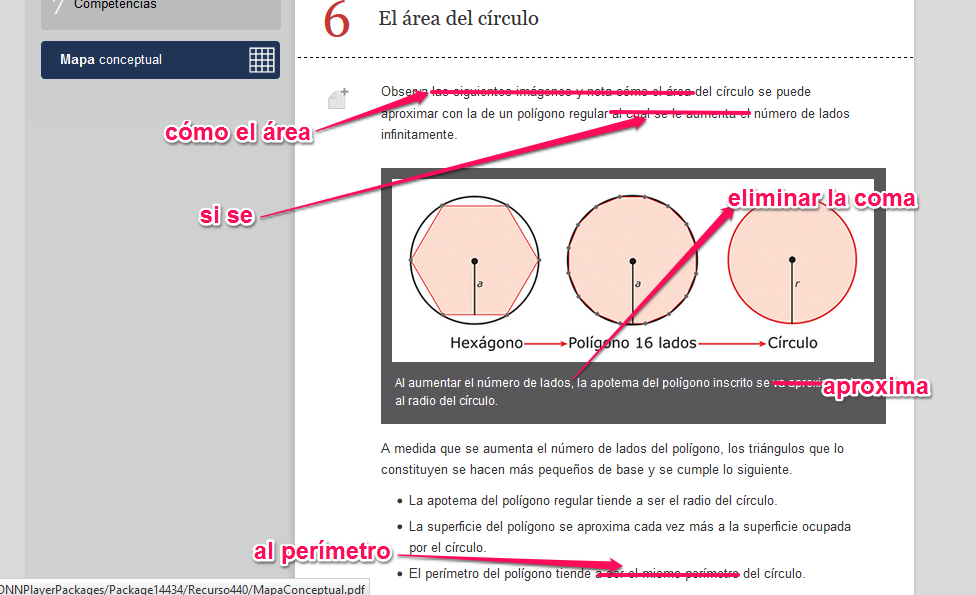 7 Competencias
Mapa conceptual
6 El área del círculo
Observa las siguientes imágenes y nota cómo el área del círculo se puede
aproximar con la de un polígono regular al cual se le aumenta el número de lados
infinitamente.
cómo el área
si se
eliminar la coma
a
a
r
Hexágono
Polígono 16 lados
Círculo
Al aumentar el número de lados, la apotema del polígono inscrito se va
al radio del círculo.
aproxima
A medida que se aumenta el número de lados del polígono, los triángulos que lo
constituyen se hacen más pequeños de base y se cumple lo siguiente.
• La apotema del polígono regular tiende a ser el radio del círculo.
• La superficie del polígono se aproxima cada vez más a la superficie ocupada
por el círculo.
al perímetro
• El perímetro del polígono tiende a ser el mismo perímetro del círculo.
ONNPlayerPackages/Package14434/Recurso440/MapaConceptual.pdf